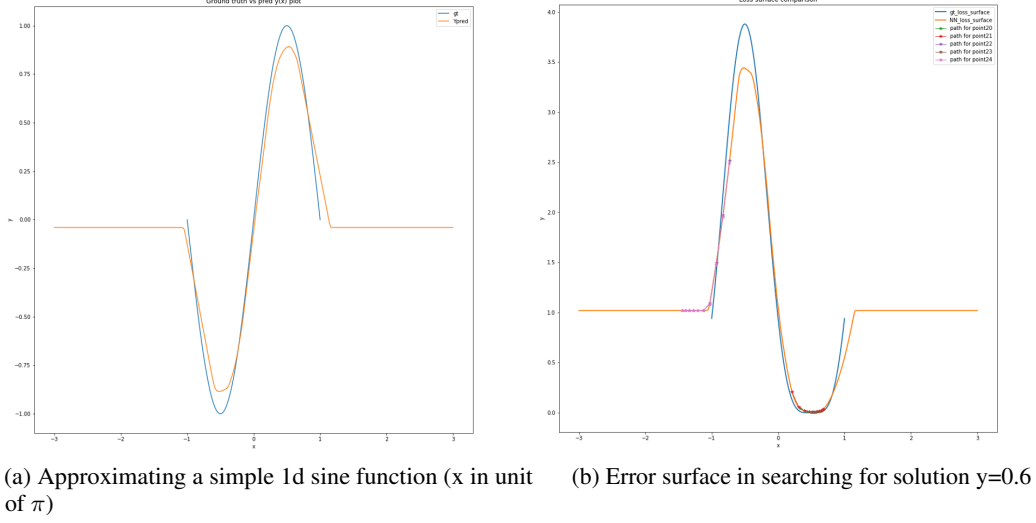 Ground truth vs pred y(x) plot
gt
Ypred
1.00
0.75
0.50
0.25
0.00
−0.25
−0.50
−0.75
−1.00
y
−3
−2
−1
0
1
2
3
x
Loss surface comparison
gt_loss_surface
NN_loss_surface
path for point20
path for point21
path for point22
path for point23
path for point24
4.0
3.5
3.0
2.5
2.0
1.5
1.0
0.5
0.0
y
−3
−2
−1
0
1
2
3
x
(a) Approximating a simple 1d sine function (x in unit
of π)
(b) Error surface in searching for solution y=0.6